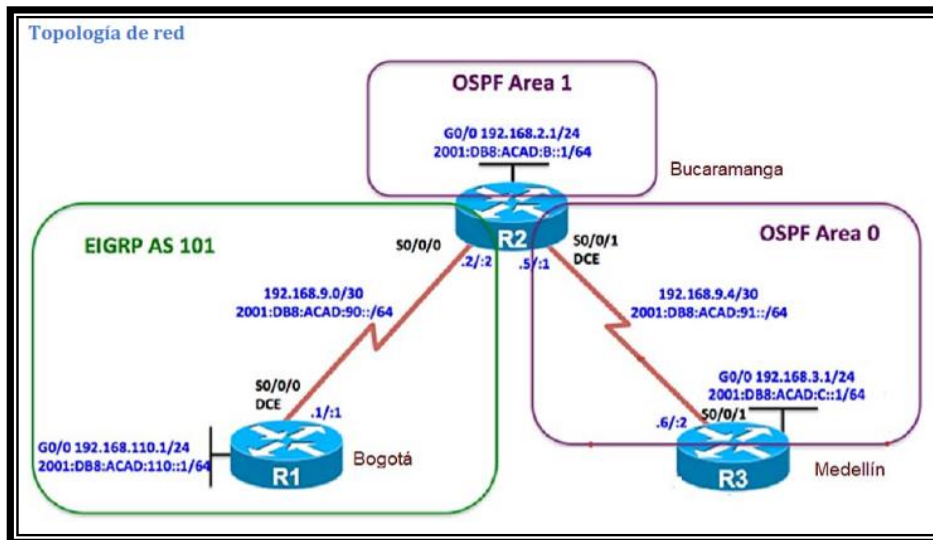 Topología de red
OSPF Area 1
G0/0 192.168.2.1/24
2001:DB8:ACAD:B::1/64
Bucaramanga
R2
EIGRP AS 101
S0/0/0
.2/:2
.5/:1
S0/0/1
DCE
OSPF Area 0
192.168.9.0/30
2001:DB8:ACAD:90::/64
192.168.9.4/30
2001:DB8:ACAD:91::/64
S0/0/0
DCE
.1/:1
G0/0 192.168.3.1/24
2001:DB8:ACAD:C::1/64
.6/:2
S0/0/1
G0/0 192.168.110.1/24
2001:DB8:ACAD:110::1/64
R1
Bogotá
R3
Medellín